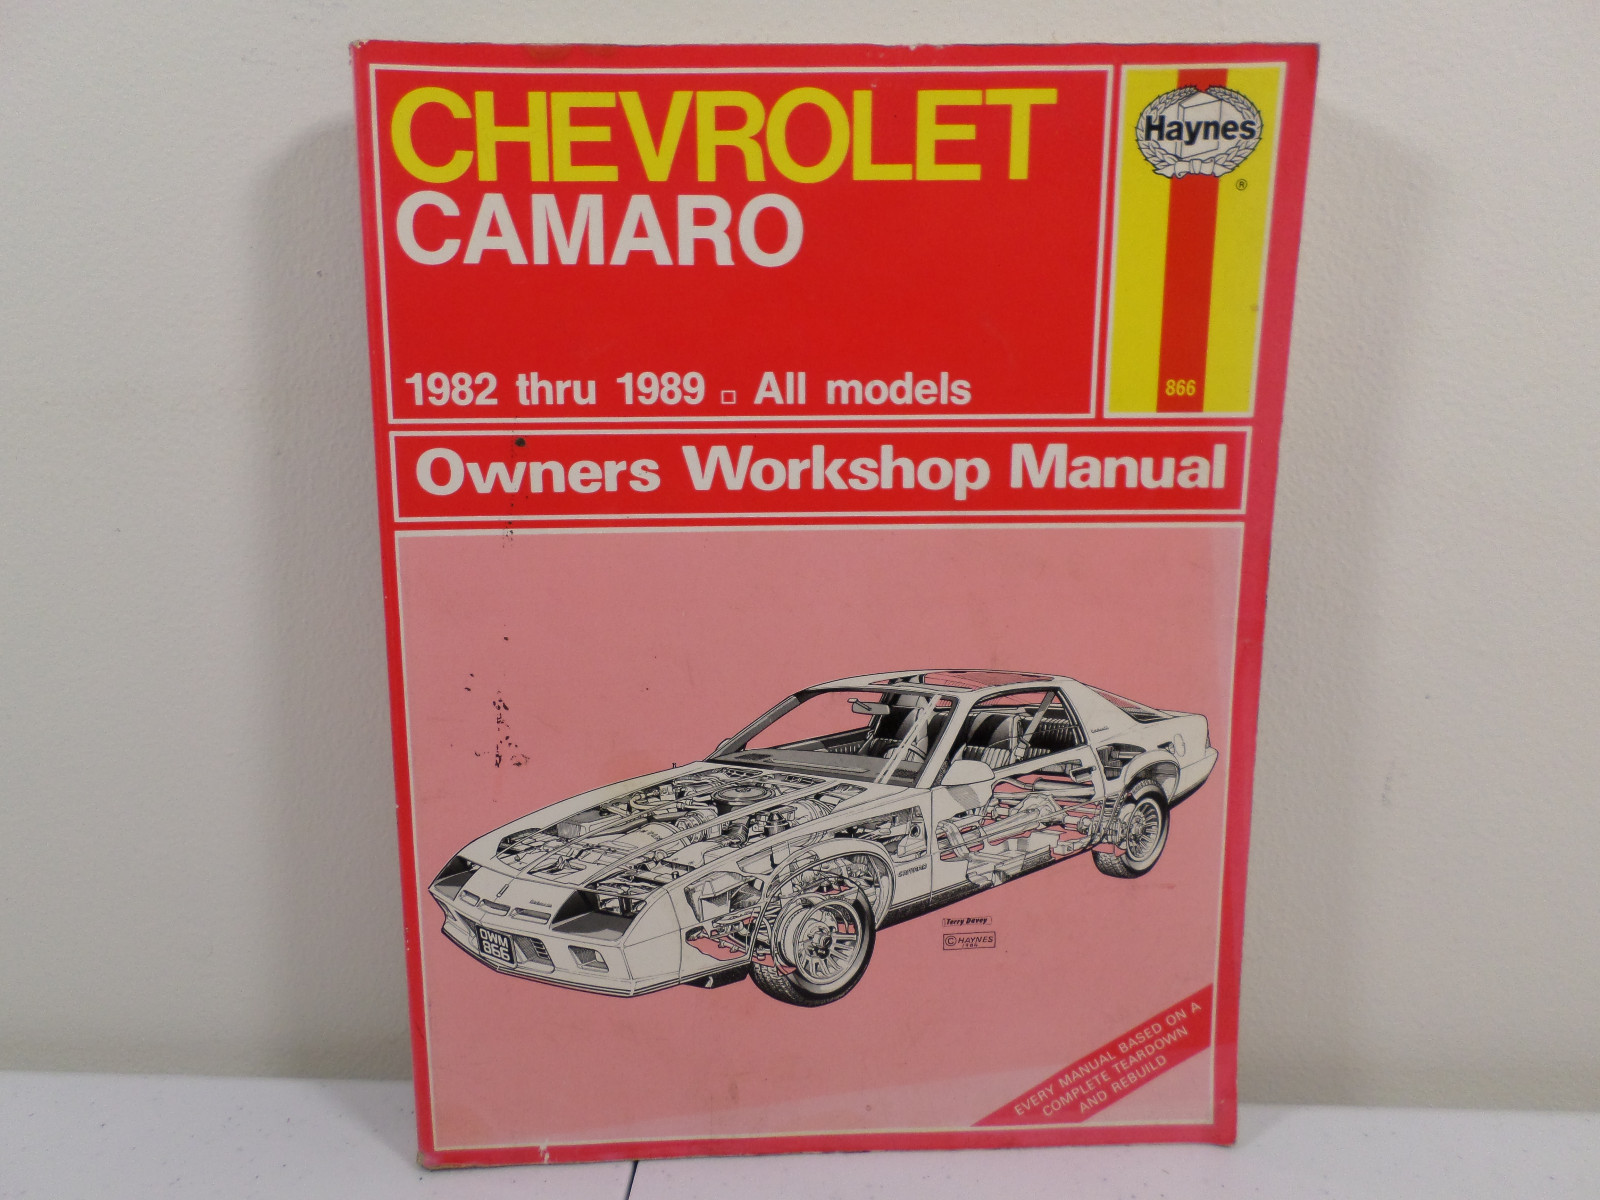 CHEVROLET
CAMARO
1982 thru 1989 □ All models
Haynes
®
866
Owners Workshop Manual
OWM
866
CAMARO
Terry Davey
© HAYNES
EVERY MANUAL BASED ON A
COMPLETE TEARDOWN
AND REBUILD